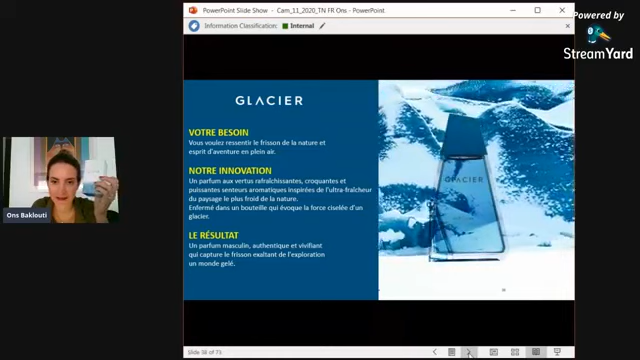 PowerPoint Slide Show - Cam_11_2020_TN FR Ons - PowerPoint
Information Classification: Internal
Powered by
StreamYard
GLACIER
VOTRE BESOIN
Vous voulez ressentir le frisson de la nature et
esprit d'aventure en plein air.
NOTRE INNOVATION
Un parfum aux vertus rafraîchissantes, croquantes et
puissantes senteurs aromatiques inspirées de l'ultra-fraîcheur
du paysage le plus froid de la nature.
Enfermé dans un bouteille qui évoque la force ciselée d'un
glacier.
LE RÉSULTAT
Un parfum masculin, authentique et vivifiant
qui capture le frisson exaltant de l'exploration
un monde gelé.
GLACIER
Ons Baklouti
Slide 38 of 73